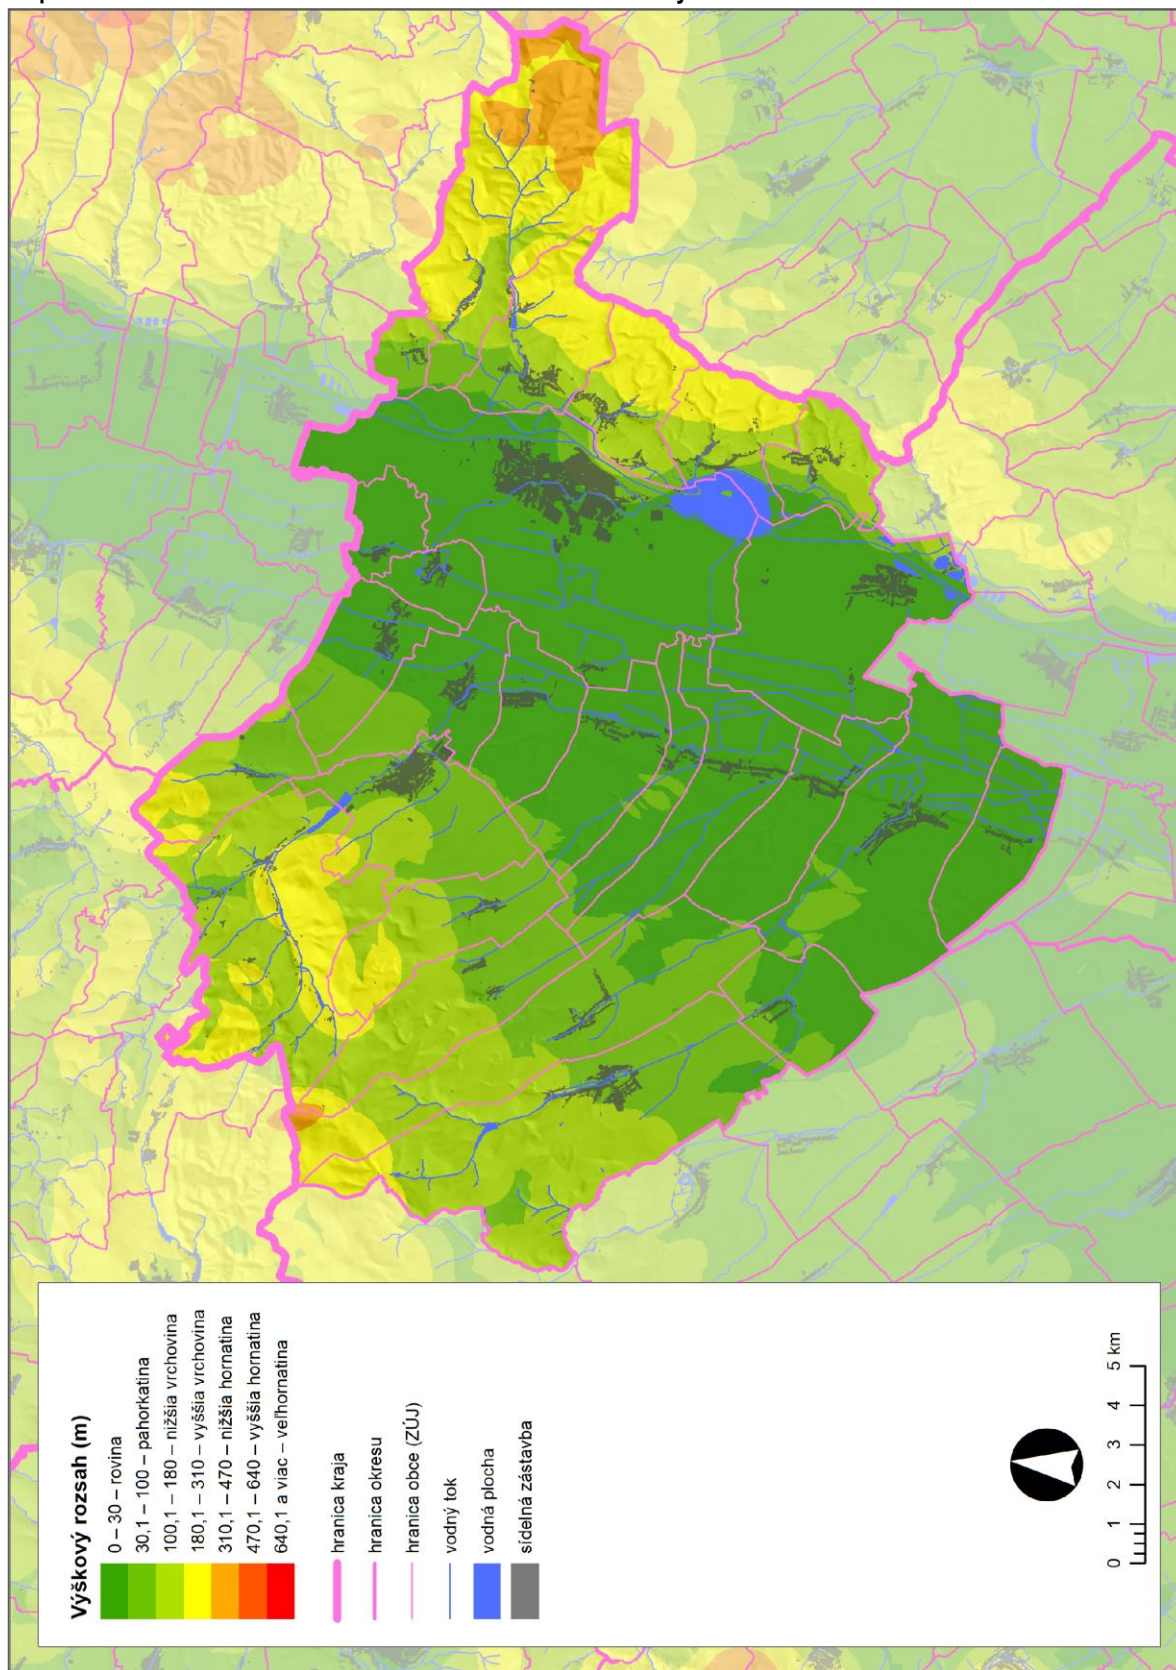 Výškový rozsah (m)
0 – 30 – rovina
30,1 – 100 – pahorkatina
100,1 – 180 – nižšia vrchovina
180,1 – 310 – vyššia vrchovina
310,1 – 470 – nižšia hornatina
470,1 – 640 – vyššia hornatina
640,1 a viac – veľhornatina
hranica kraja
hranica okresu
hranica obce (ZÚJ)
vodný tok
vodná plocha
sídelná zástavba
0 1 2 3 4 5 km